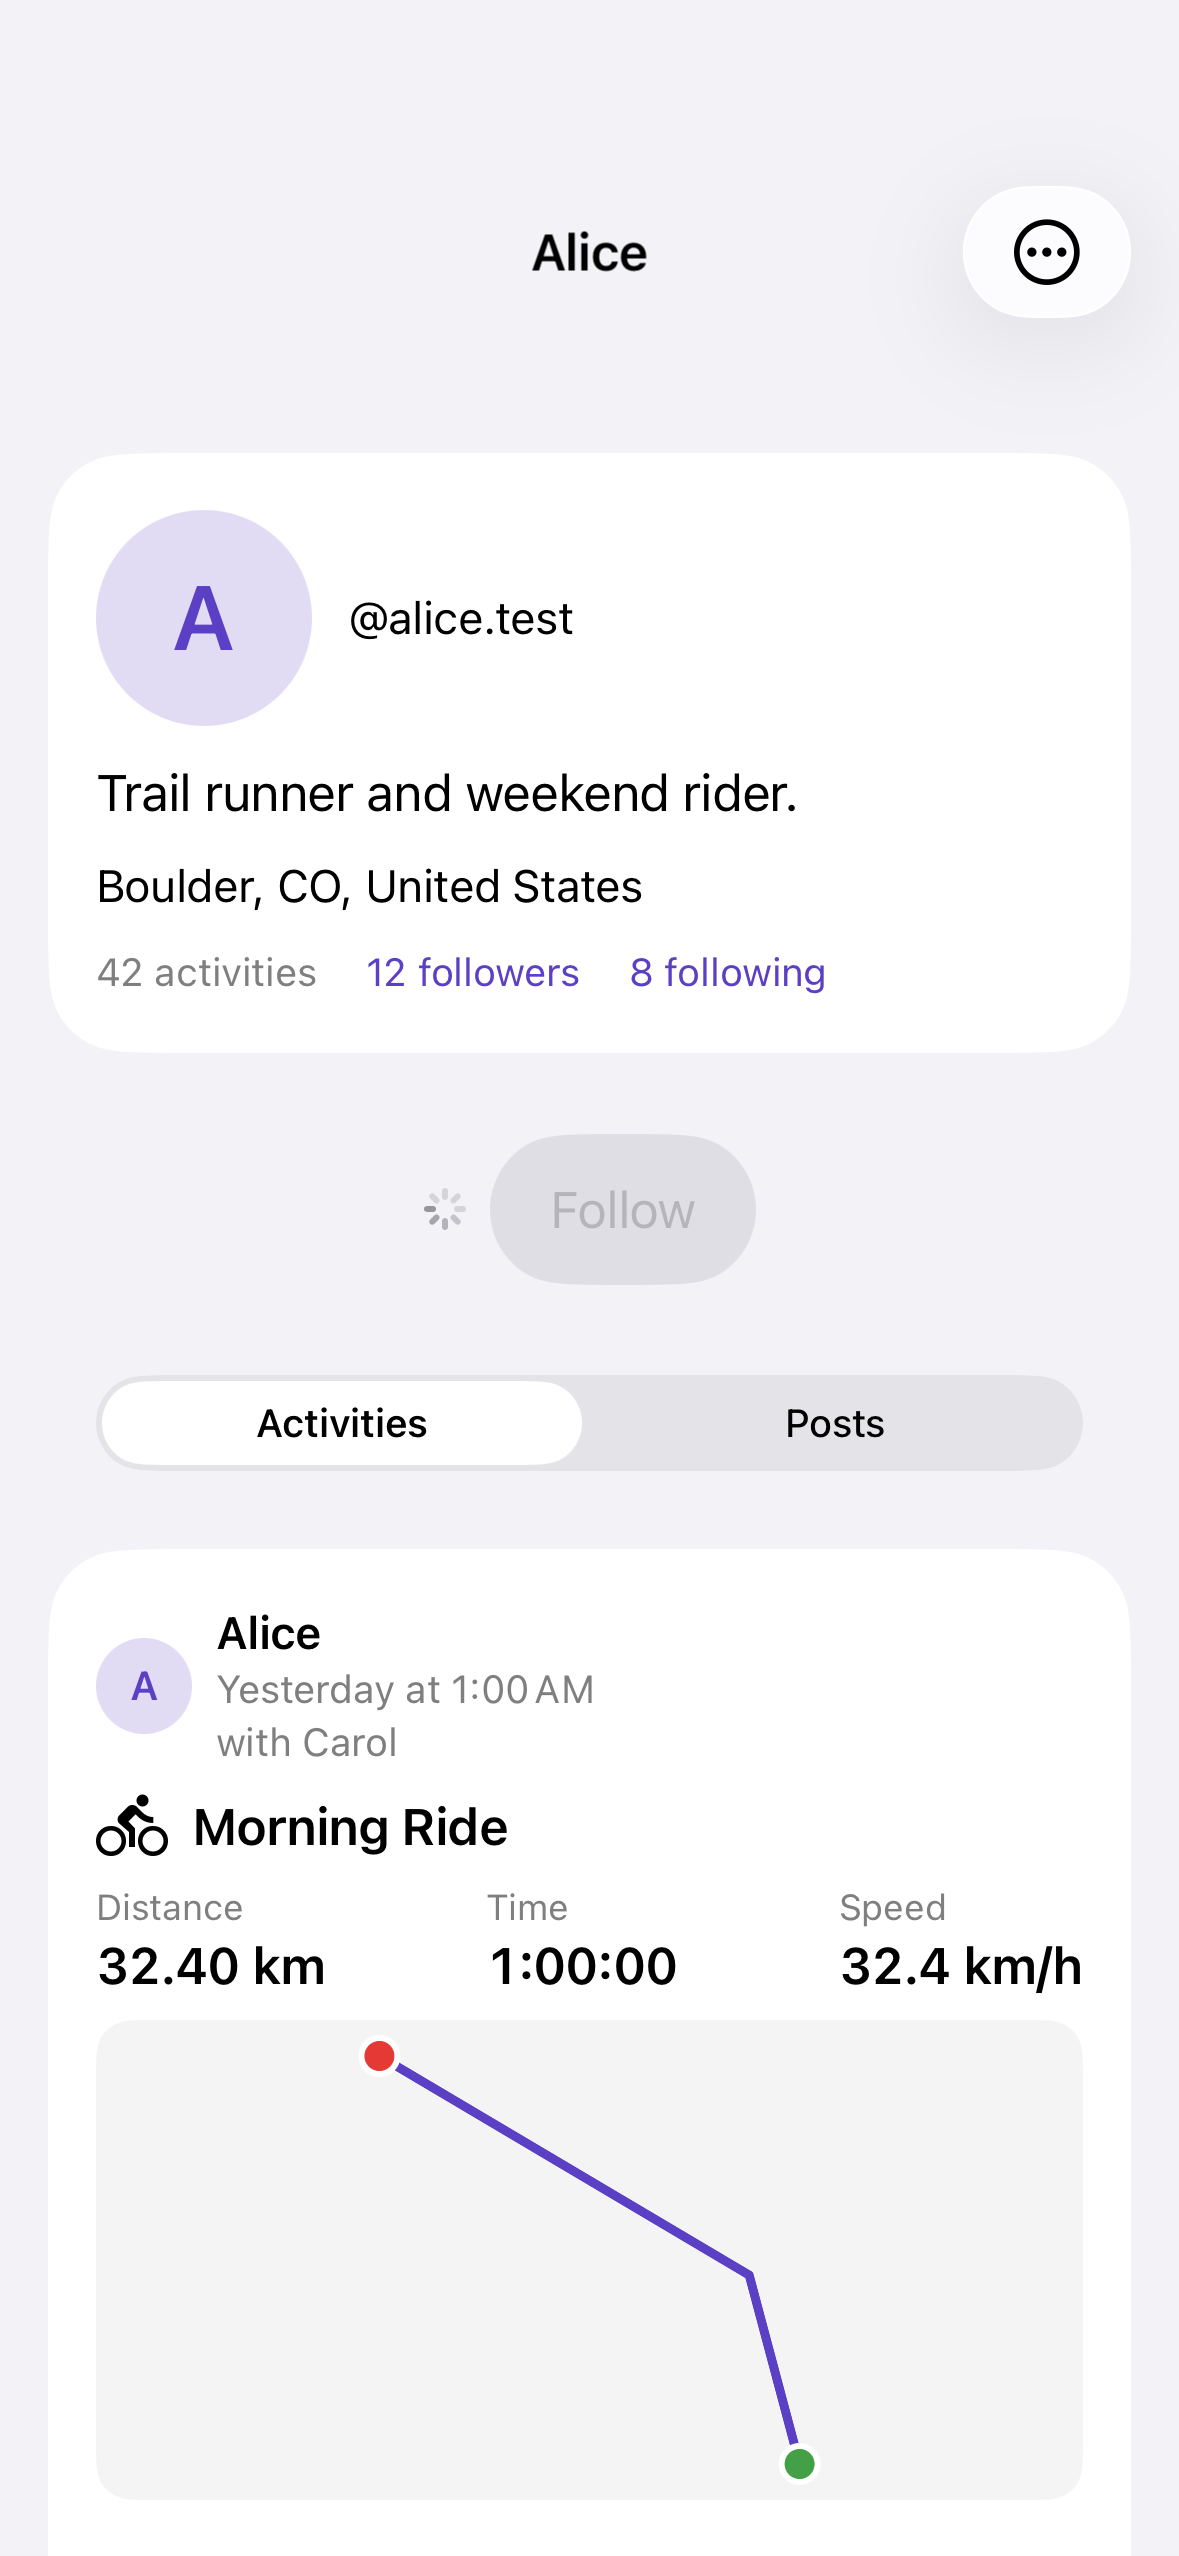 Alice
A
@alice.test
Trail runner and weekend rider.
Boulder, CO, United States
42 activities 12 followers 8 following
Follow
Activities Posts
A
Alice
Yesterday at 1:00 AM
with Carol
Morning Ride
Distance Time Speed
32.40 km 1:00:00 32.4 km/h